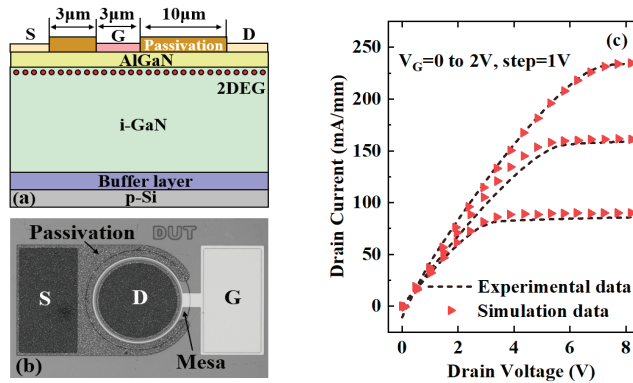 3μm 3μm 10μm
S G Passivation D
AlGaN
2DEG
i-GaN
Buffer layer
(a) p-Si
DUT
Passivation
S D G
Mesa
(b)
(c)
V_G=0 to 2V, step=1V
Drain Current (mA/mm)
250
200
150
100
50
0
Experimental data
Simulation data
0 2 4 6 8
Drain Voltage (V)